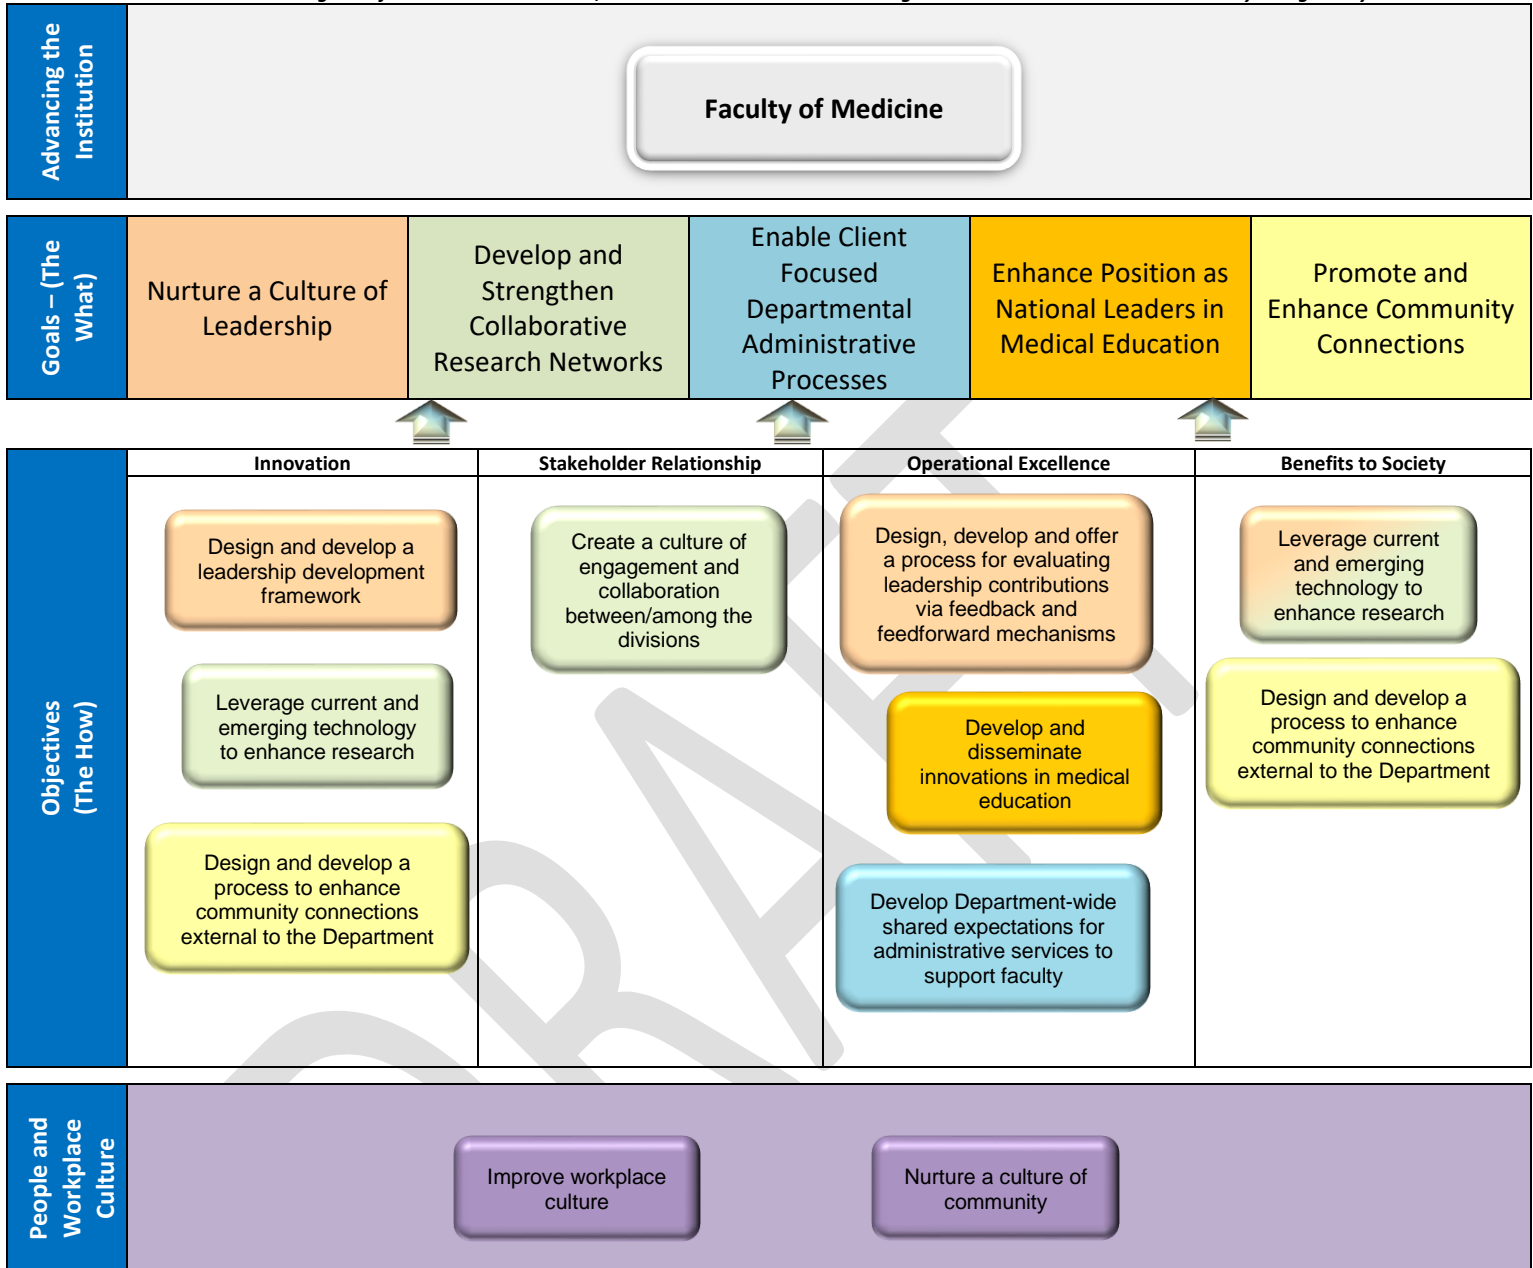 Advancing the
Institution
Faculty of Medicine
Goals – (The
What)
Nurture a Culture of
Leadership
Develop and
Strengthen
Collaborative
Research Networks
Enable Client
Focused
Departmental
Administrative
Processes
Enhance Position as
National Leaders in
Medical Education
Promote and
Enhance Community
Connections
Objectives
(The How)
Innovation
Stakeholder Relationship
Operational Excellence
Benefits to Society
Design and develop a
leadership development
framework
Leverage current and
emerging technology
to enhance research
Design and develop a
process to enhance
community connections
external to the Department
Create a culture of
engagement and
collaboration
between/among the
divisions
Design, develop and offer
a process for evaluating
leadership contributions
via feedback and
feedforward mechanisms
Develop and
disseminate
innovations in medical
education
Develop Department-wide
shared expectations for
administrative services to
support faculty
Leverage current
and emerging
technology to
enhance research
Design and develop a
process to enhance
community connections
external to the Department
DRAFT
People and
Workplace
Culture
Improve workplace
culture
Nurture a culture of
community